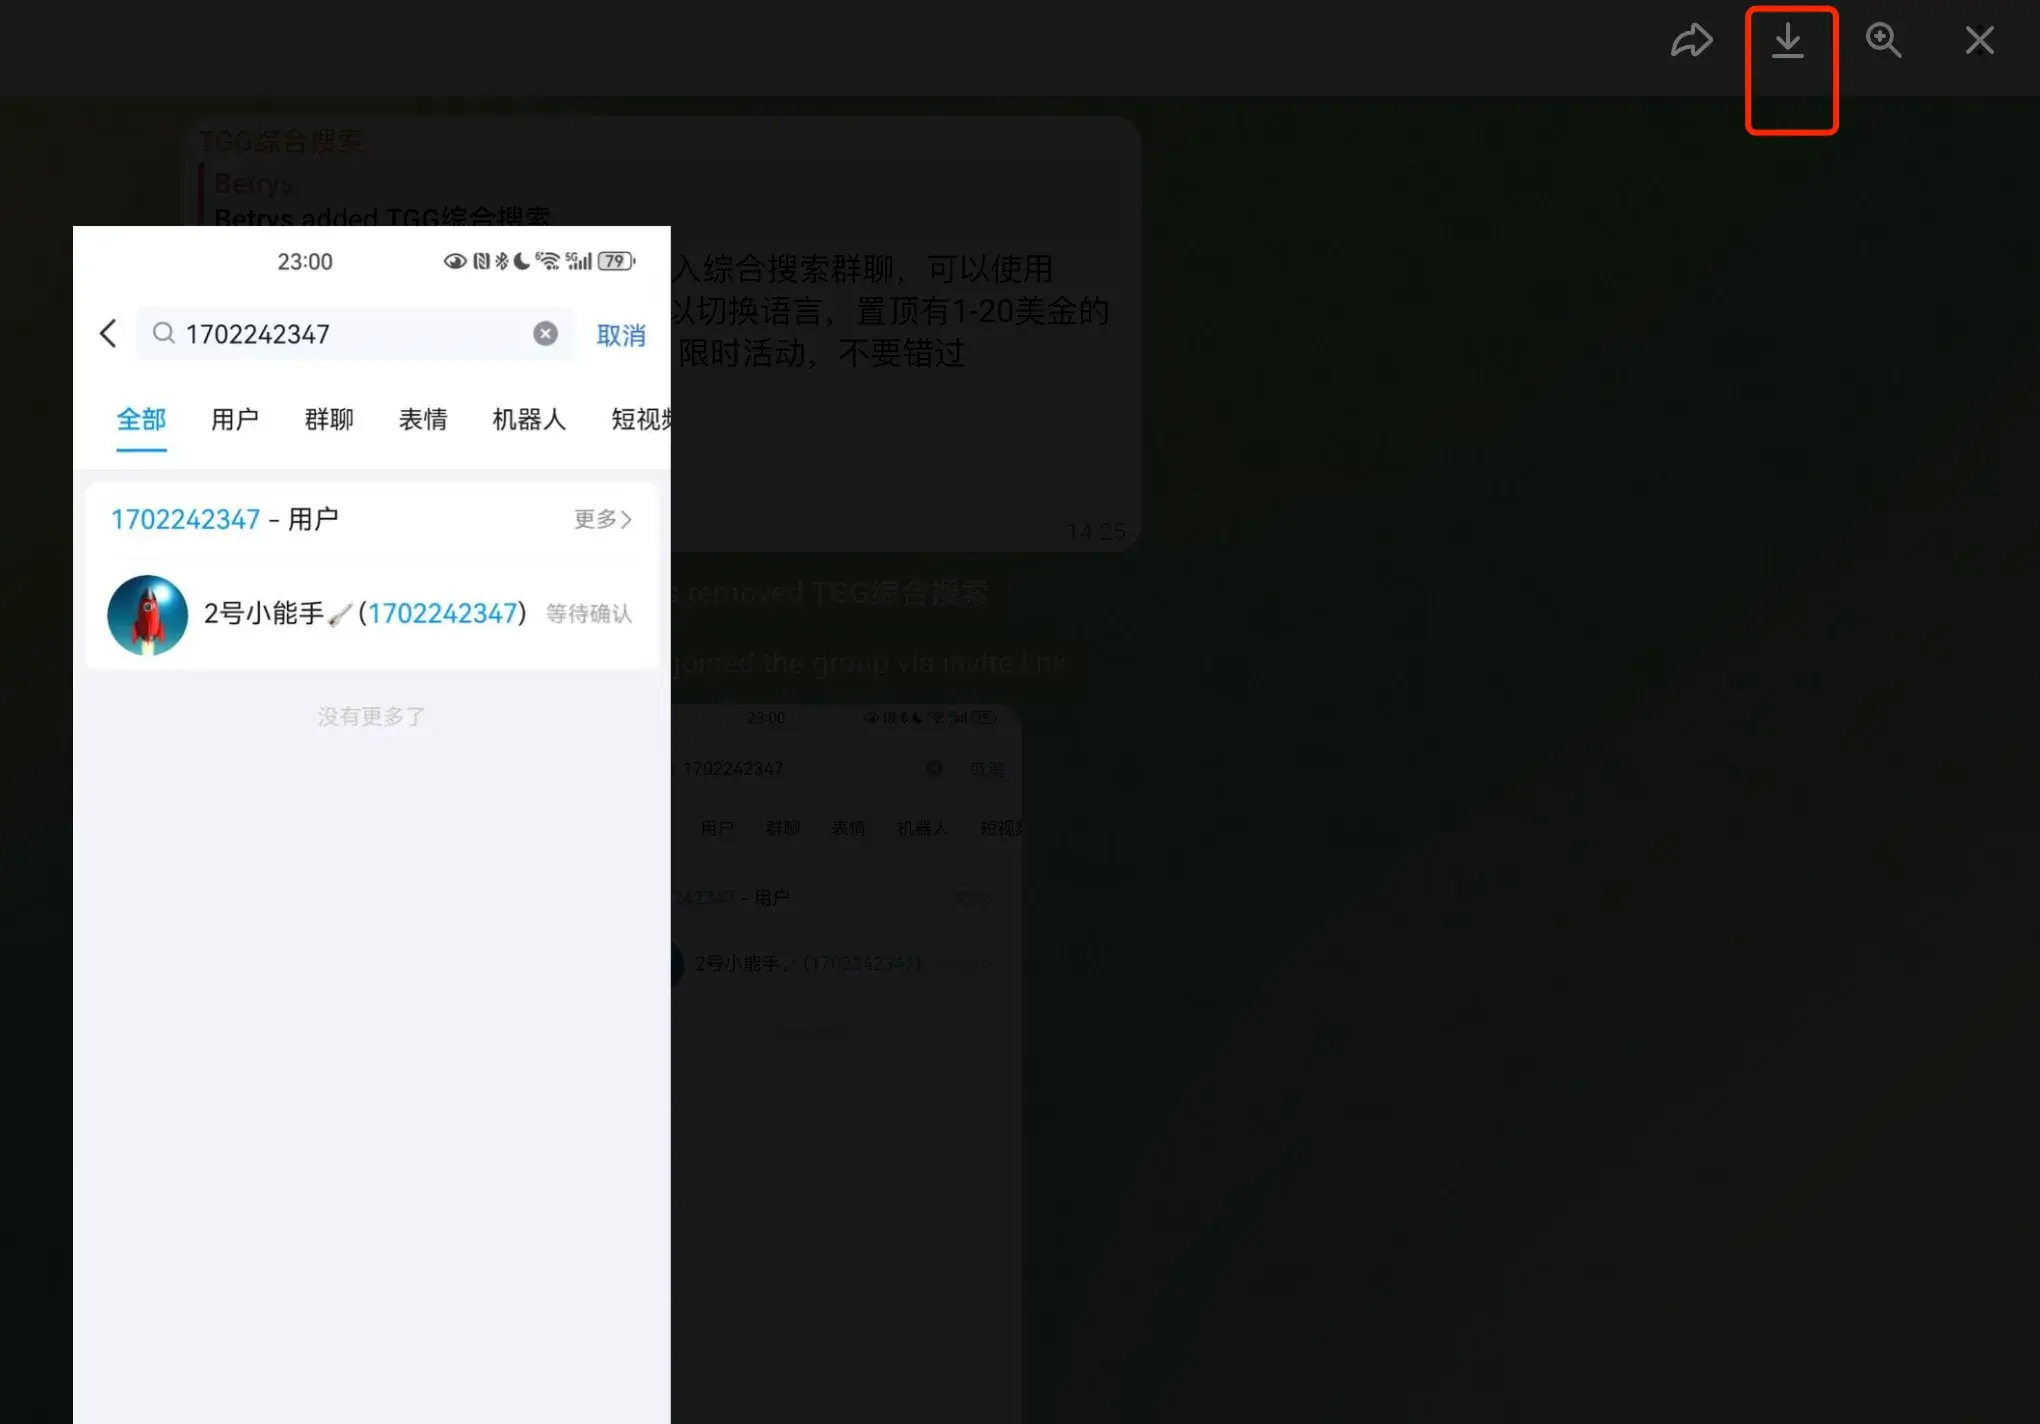 TGG综合搜索
Betrys
Betrys added TGG综合搜索
入综合搜索群聊，可以使用
以切换语言，置顶有1-20美金的
限时活动，不要错过
14:25
removed TGG综合搜索
joined the group via invite link
23:00 79
1702242347 取消
全部 用户 群聊 表情 机器人 短视频
1702242347 - 用户 更多
2号小能手 (1702242347) 等待确认
没有更多了
23:00 79
1702242347 取消
用户 群聊 表情 机器人 短视频
242347 - 用户 更多
2号小能手 (1702242347)